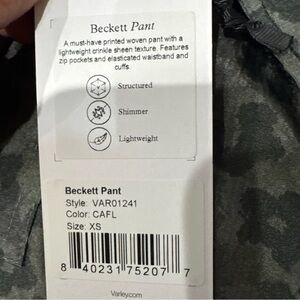 Beckett Pant
A must-have printed woven pant with a
lightweight crinkle sheen texture. Features
zip pockets and elasticated waistband and
cuffs.
Structured
Shimmer
Lightweight
Beckett Pant
Style: VAR01241
Color: CAFL
Size: XS
8 40231 75207 7
Varley.com